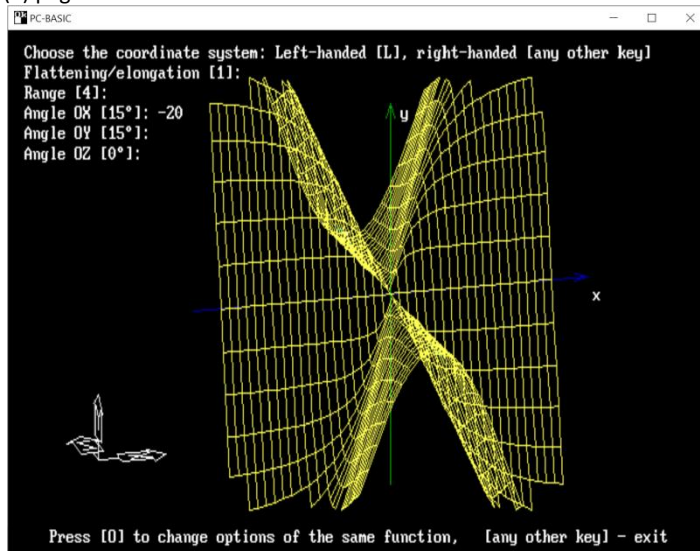 PC-BASIC
Choose the coordinate system: Left-handed [L], right-handed [any other key]
Flattening/elongation [1]:
Range [4]:
Angle OX [15°]: -20
Angle OY [15°]:
Angle OZ [0°]:
y
x
Press [O] to change options of the same function, [any other key] - exit